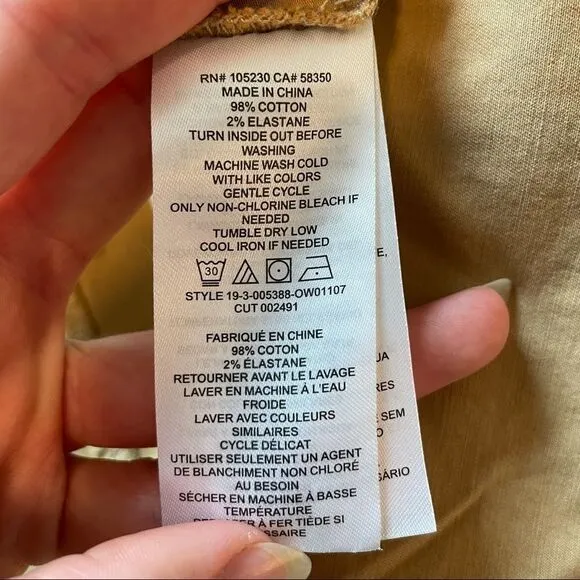 RN# 105230 CA# 58350
MADE IN CHINA
98% COTTON
2% ELASTANE
TURN INSIDE OUT BEFORE
WASHING
MACHINE WASH COLD
WITH LIKE COLORS
GENTLE CYCLE
ONLY NON-CHLORINE BLEACH IF
NEEDED
TUMBLE DRY LOW
COOL IRON IF NEEDED
30
STYLE 19-3-005388-OW01107
CUT 002491
FABRIQUÉ EN CHINE
98% COTON
2% ÉLASTANE
RETOURNER AVANT LE LAVAGE
LAVER EN MACHINE À L'EAU
FROIDE
LAVER AVEC COULEURS
SIMILAIRES
CYCLE DÉLICAT
UTILISER SEULEMENT UN AGENT
DE BLANCHIMENT NON CHLORÉ
AU BESOIN
SÉCHER EN MACHINE À BASSE
TEMPÉRATURE
À FER TIÈDE SI
SEM